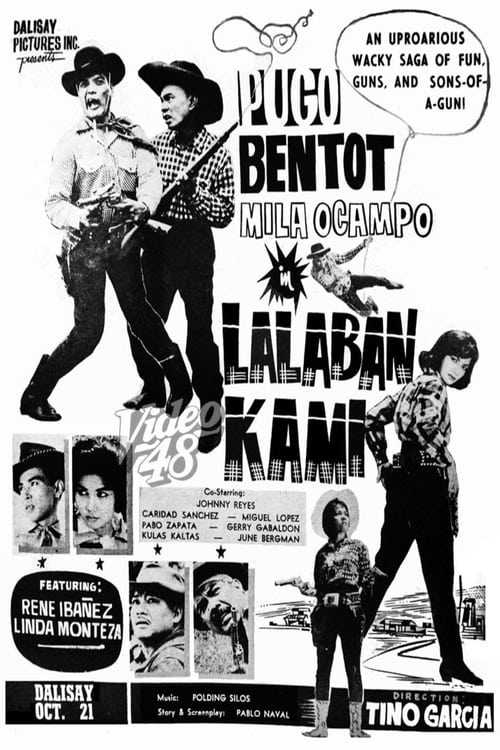 DALISAY
PICTURES INC.
presents
AN UPROARIOUS
WACKY SAGA OF FUN,
GUNS, AND SONS-OF-
A-GUN!
PUGO
BENTOT
MILA OCAMPO
in
LALABAN
KAMI
Video
48
Co-Starring:
JOHNNY REYES
CARIDAD SANCHEZ — MIGUEL LOPEZ
PABO ZAPATA — GERRY GABALDON
KULAS KALTAS — JUNE BERGMAN
FEATURING:
RENE IBAÑEZ
LINDA MONTEZA
DALISAY
OCT. 21
Music: POLDING SILOS
Story & Screenplay: PABLO NAVAL
DIRECTION:
TINO GARCIA